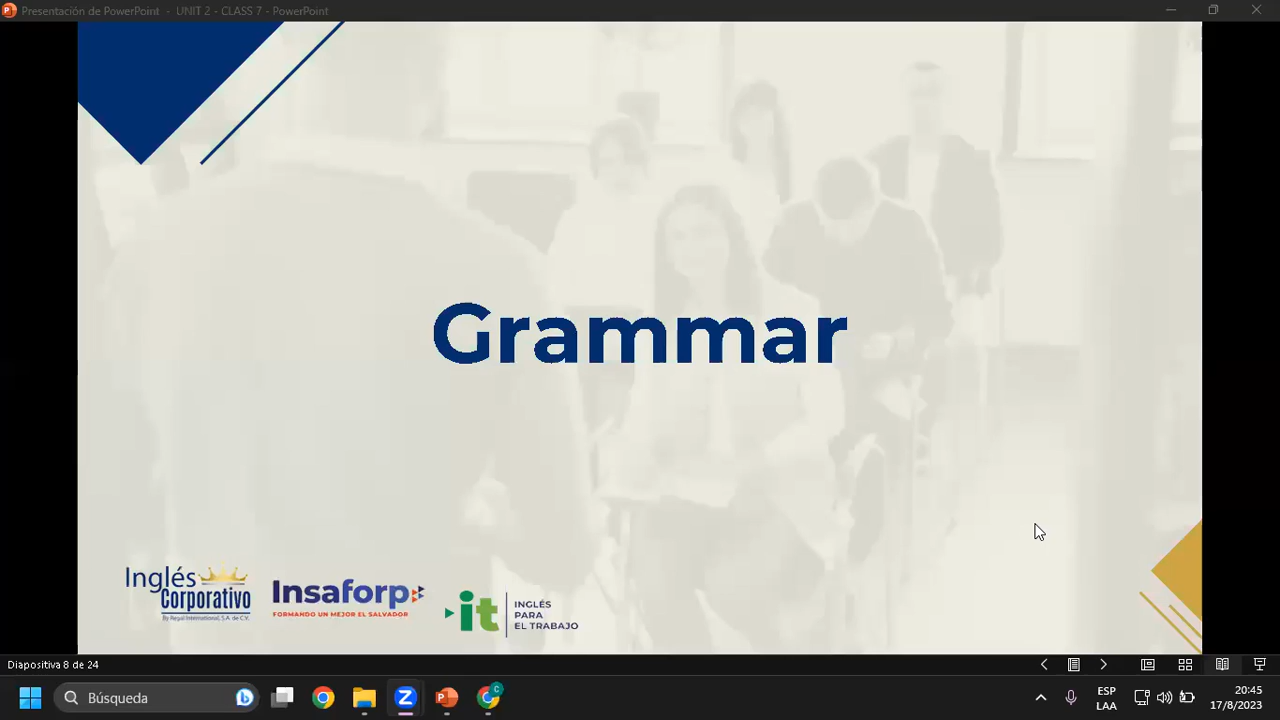 Presentación de PowerPoint - UNIT 2 - CLASS 7 - PowerPoint
Grammar
Inglés
Corporativo
By Regal International, S.A. de C.V.
Insaforp
FORMANDO UN MEJOR EL SALVADOR
it
INGLÉS
PARA
EL TRABAJO
Diapositiva 8 de 24
Búsqueda
ESP
LAA
20:45
17/8/2023